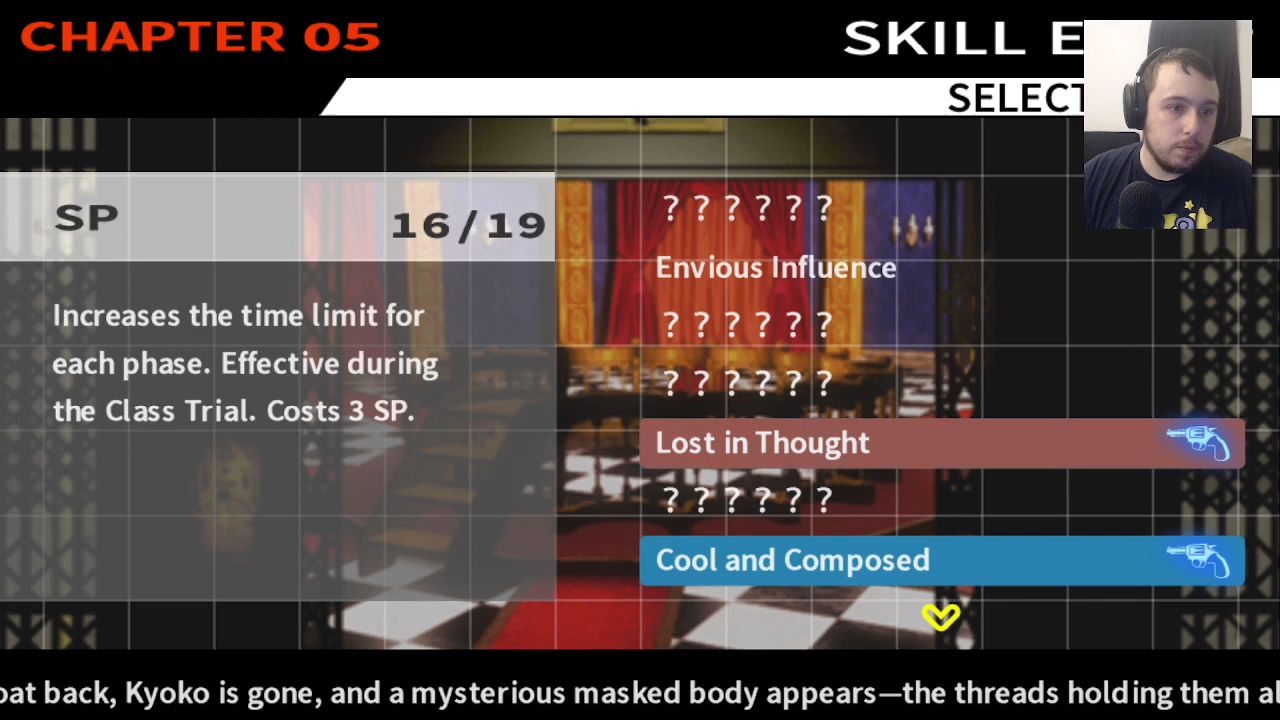 CHAPTER 05
SKILL E
SELECT
SP
16/19
Increases the time limit for
each phase. Effective during
the Class Trial. Costs 3 SP.
? ? ? ? ? ?
Envious Influence
? ? ? ? ? ?
? ? ? ? ? ?
Lost in Thought
? ? ? ? ? ?
Cool and Composed
back, Kyoko is gone, and a mysterious masked body appears—the threads holding them